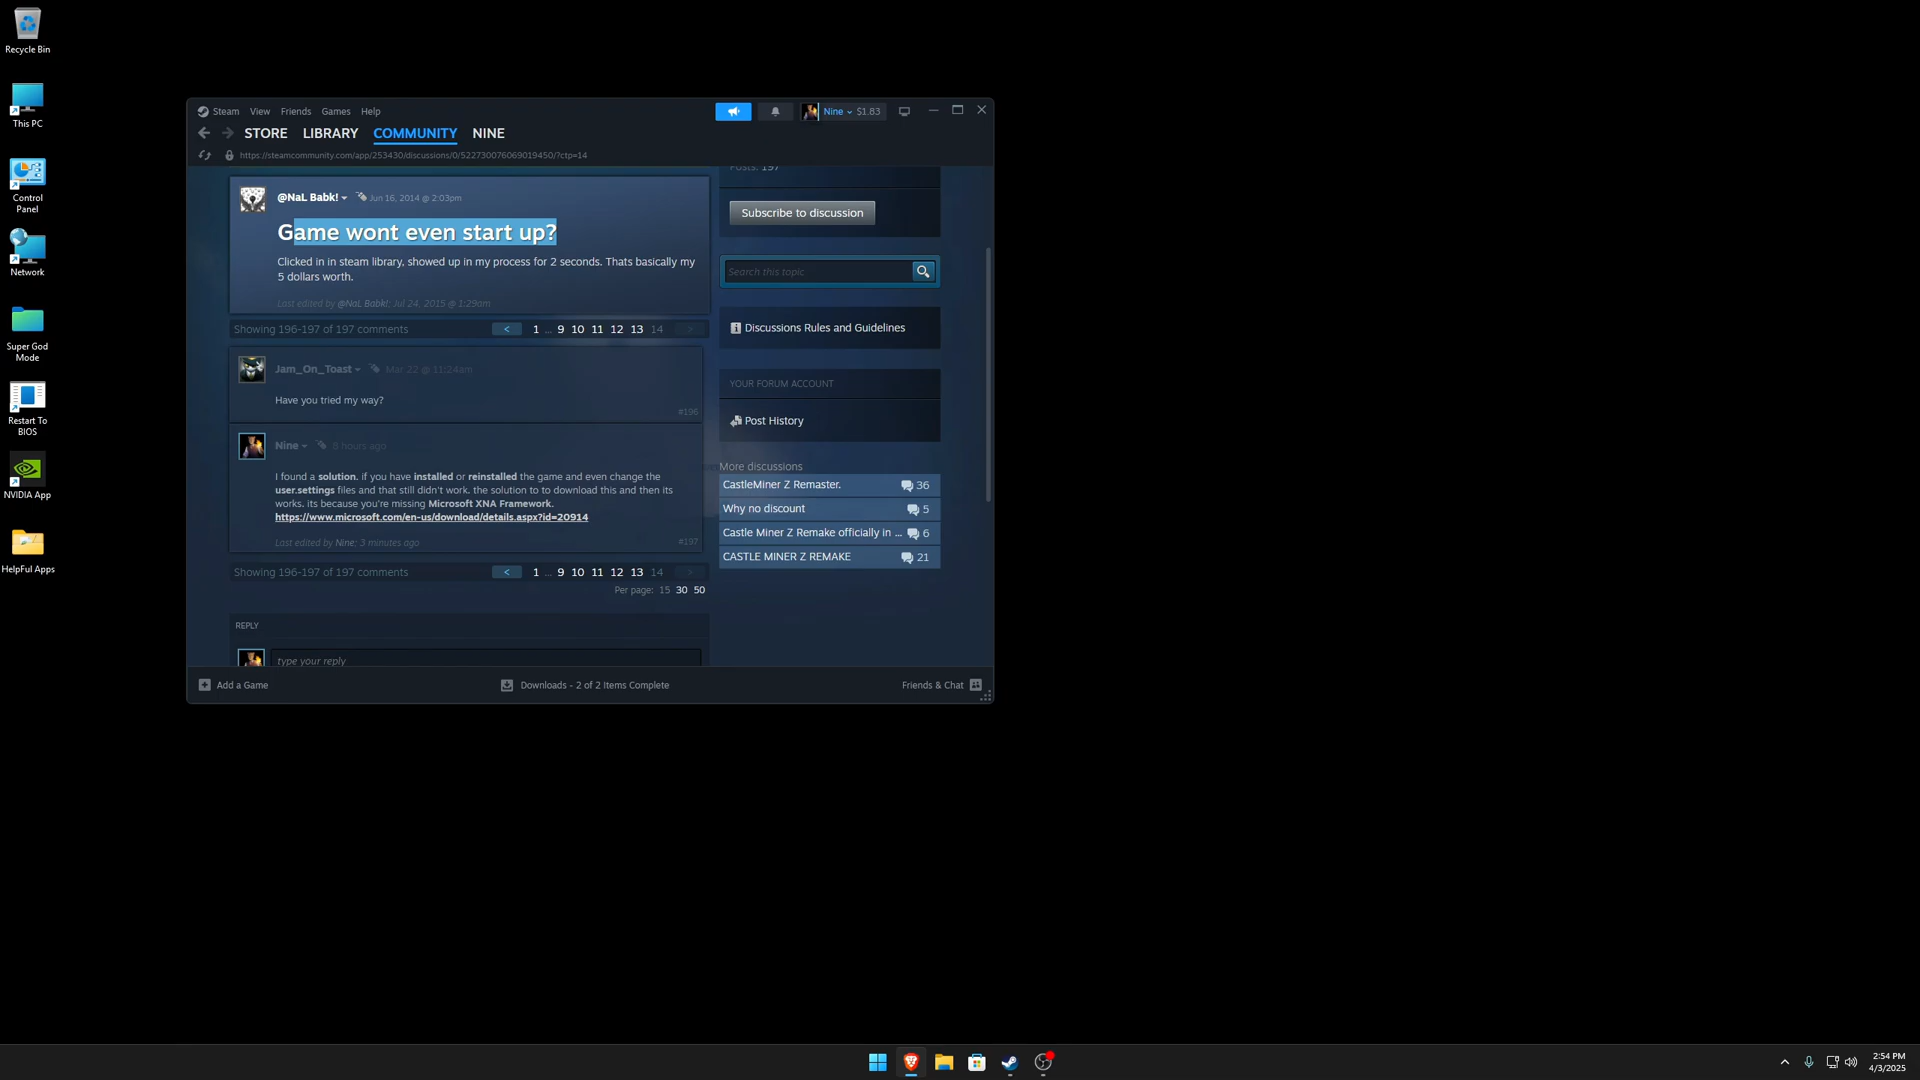 Recycle Bin
This PC
Control
Panel
Network
Super God
Mode
Restart To
BIOS
NVIDIA App
HelpFul Apps
Steam View Friends Games Help
Nine $1.83
STORE LIBRARY COMMUNITY NINE
https://steamcommunity.com/app/253430/discussions/0/522730076069019450/?ctp=14
@NaL Babk! Jun 16, 2014 @ 2:03pm
Game wont even start up?
Clicked in in steam library, showed up in my process for 2 seconds. Thats basically my
5 dollars worth.
Last edited by @NaL Babk!; Jul 24, 2015 @ 1:29am
Showing 196-197 of 197 comments < 1 ... 9 10 11 12 13 14 >
Jam_On_Toast Mar 22 @ 11:24am
Have you tried my way?
#196
Nine 8 hours ago
I found a solution. if you have installed or reinstalled the game and even change the
user.settings files and that still didn't work. the solution to to download this and then its
works. its because you're missing Microsoft XNA Framework.
https://www.microsoft.com/en-us/download/details.aspx?id=20914
Last edited by Nine; 3 minutes ago
#197
Showing 196-197 of 197 comments < 1 ... 9 10 11 12 13 14 >
Per page: 15 30 50
REPLY
type your reply
Posts: 197
Subscribe to discussion
Search this topic
Discussions Rules and Guidelines
YOUR FORUM ACCOUNT
Post History
More discussions
CastleMiner Z Remaster. 36
Why no discount 5
Castle Miner Z Remake officially in ... 6
CASTLE MINER Z REMAKE 21
Add a Game
Downloads - 2 of 2 Items Complete
Friends & Chat
2:54 PM
4/3/2025